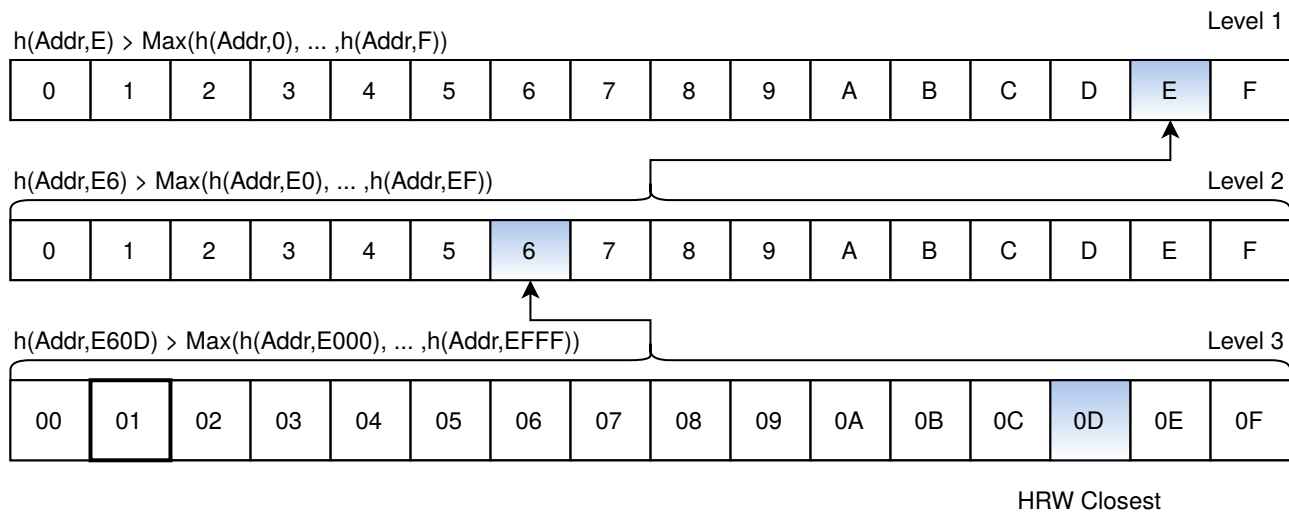 Level 1
h(Addr,E) > Max(h(Addr,0), ... ,h(Addr,F))
0 1 2 3 4 5 6 7 8 9 A B C D E F
h(Addr,E6) > Max(h(Addr,E0), ... ,h(Addr,EF)) Level 2
0 1 2 3 4 5 6 7 8 9 A B C D E F
h(Addr,E60D) > Max(h(Addr,E000), ... ,h(Addr,EFFF)) Level 3
00 01 02 03 04 05 06 07 08 09 0A 0B 0C 0D 0E 0F
HRW Closest